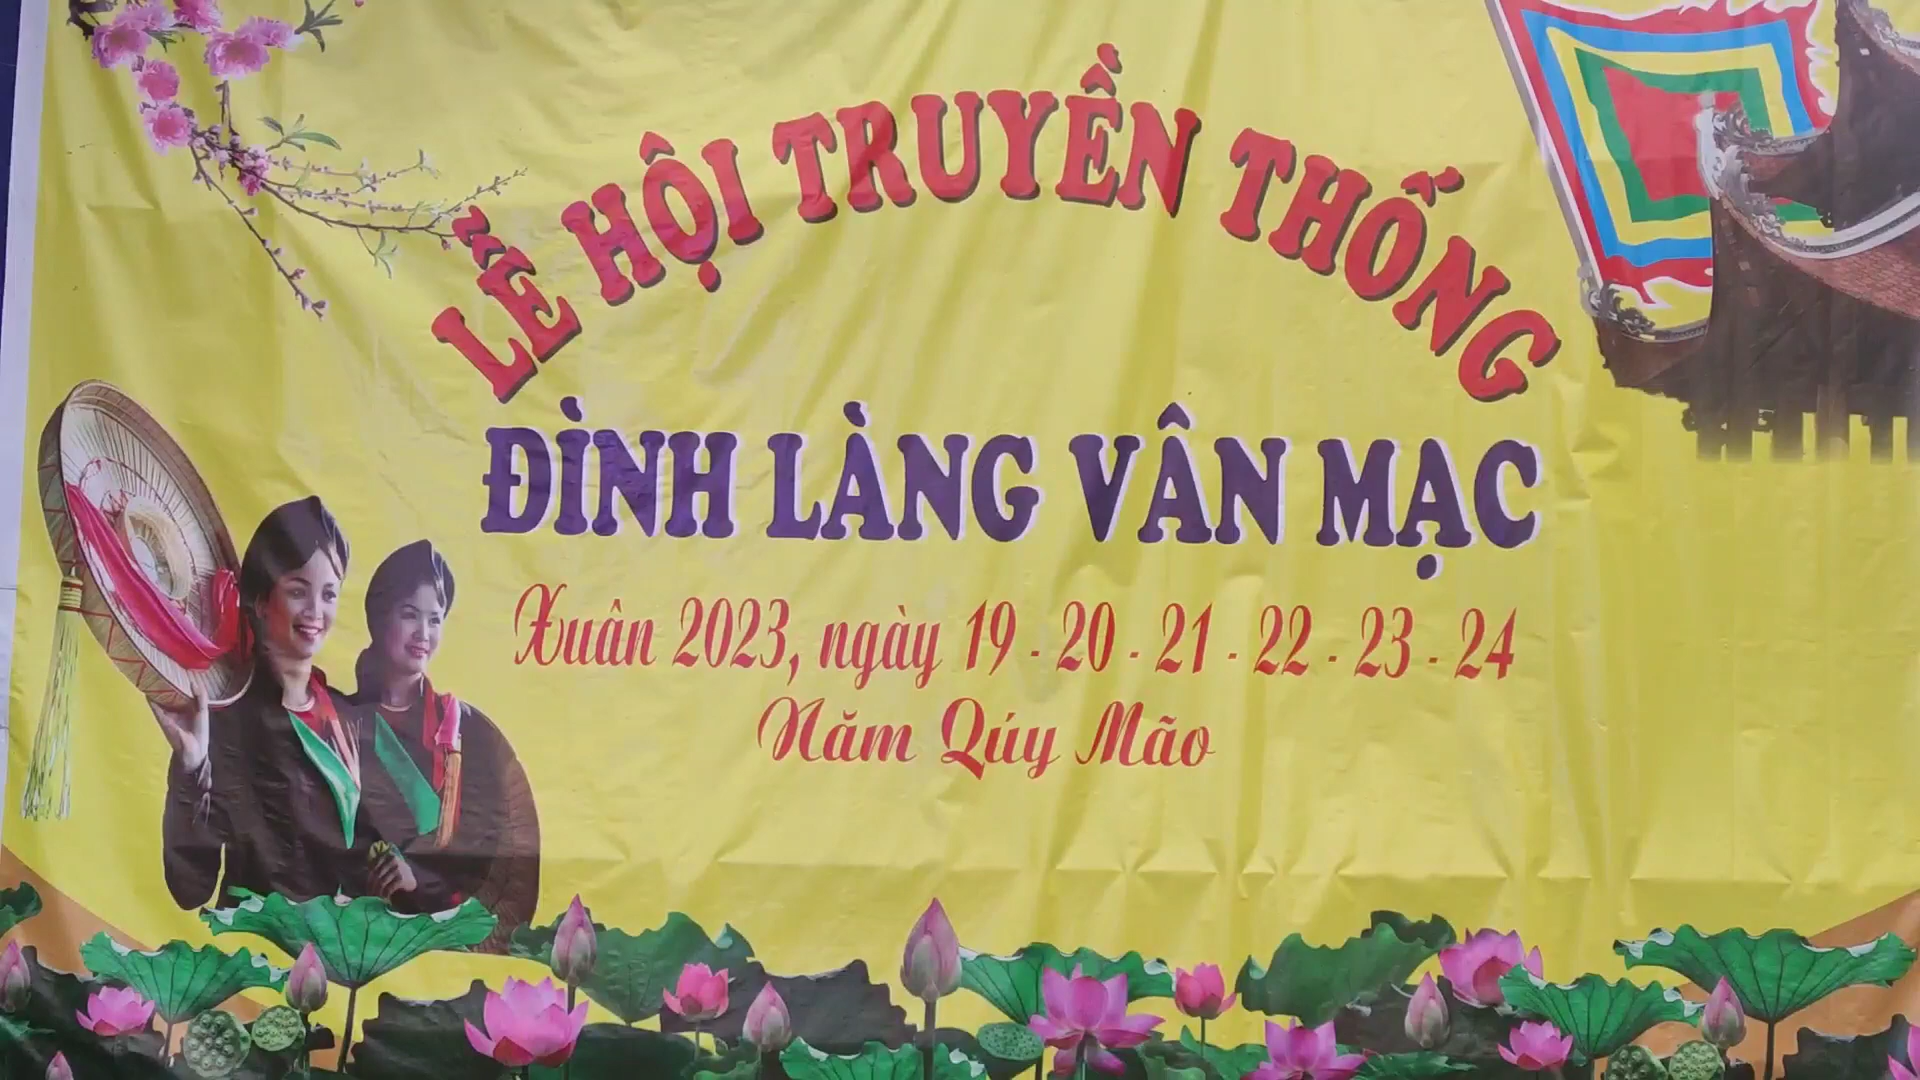 LỄ HỘI TRUYỀN THỐNG
ĐÌNH LÀNG VÂN MẠC
Xuân 2023, ngày 19 - 20 - 21 - 22 - 23 - 24
Năm Qúy Mão